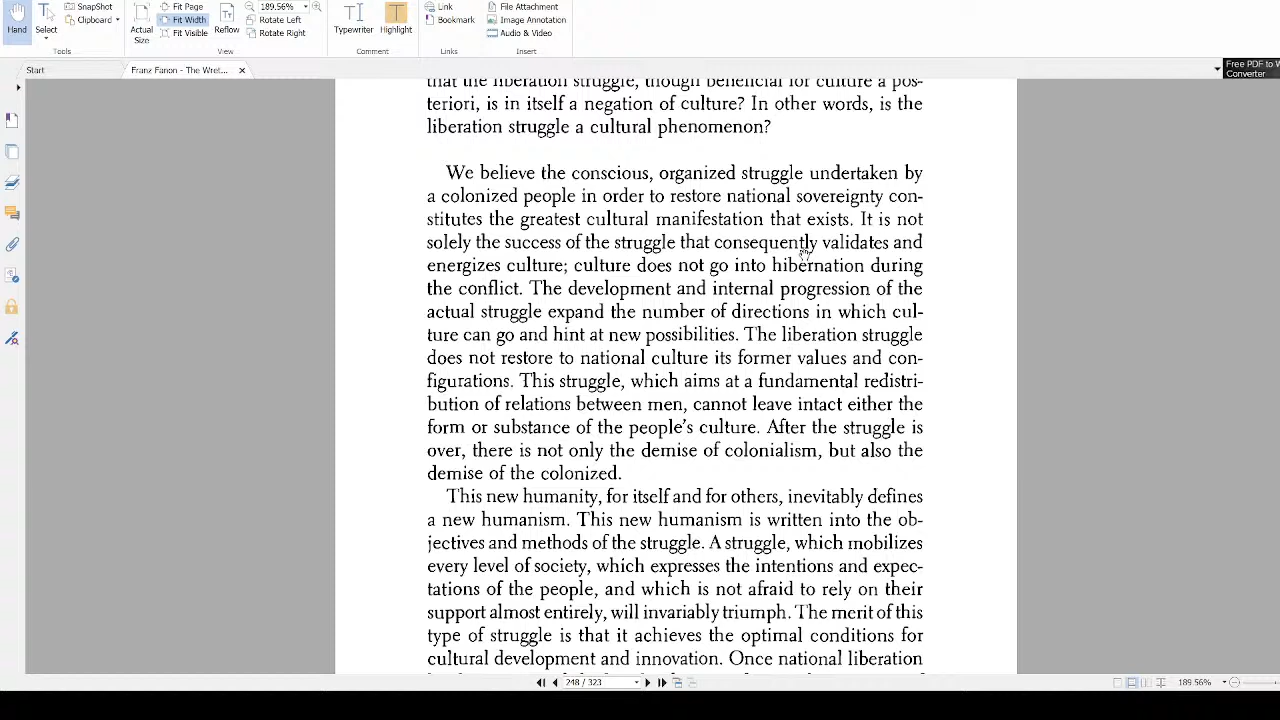 SnapShot
Clipboard
Hand
Select
Tools
Actual
Size
Fit Page
Fit Width
Fit Visible
Reflow
189.56%
Rotate Left
Rotate Right
View
Typewriter
Highlight
Comment
Link
Bookmark
Links
File Attachment
Image Annotation
Audio & Video
Insert
Start
Franz Fanon - The Wret...
Free PDF to W
Converter
that the liberation struggle, though beneficial for culture a pos-
teriori, is in itself a negation of culture? In other words, is the
liberation struggle a cultural phenomenon?
We believe the conscious, organized struggle undertaken by
a colonized people in order to restore national sovereignty con-
stitutes the greatest cultural manifestation that exists. It is not
solely the success of the struggle that consequently validates and
energizes culture; culture does not go into hibernation during
the conflict. The development and internal progression of the
actual struggle expand the number of directions in which cul-
ture can go and hint at new possibilities. The liberation struggle
does not restore to national culture its former values and con-
figurations. This struggle, which aims at a fundamental redistri-
bution of relations between men, cannot leave intact either the
form or substance of the people's culture. After the struggle is
over, there is not only the demise of colonialism, but also the
demise of the colonized.
This new humanity, for itself and for others, inevitably defines
a new humanism. This new humanism is written into the ob-
jectives and methods of the struggle. A struggle, which mobilizes
every level of society, which expresses the intentions and expec-
tations of the people, and which is not afraid to rely on their
support almost entirely, will invariably triumph. The merit of this
type of struggle is that it achieves the optimal conditions for
cultural development and innovation. Once national liberation
248 / 323
189.56%